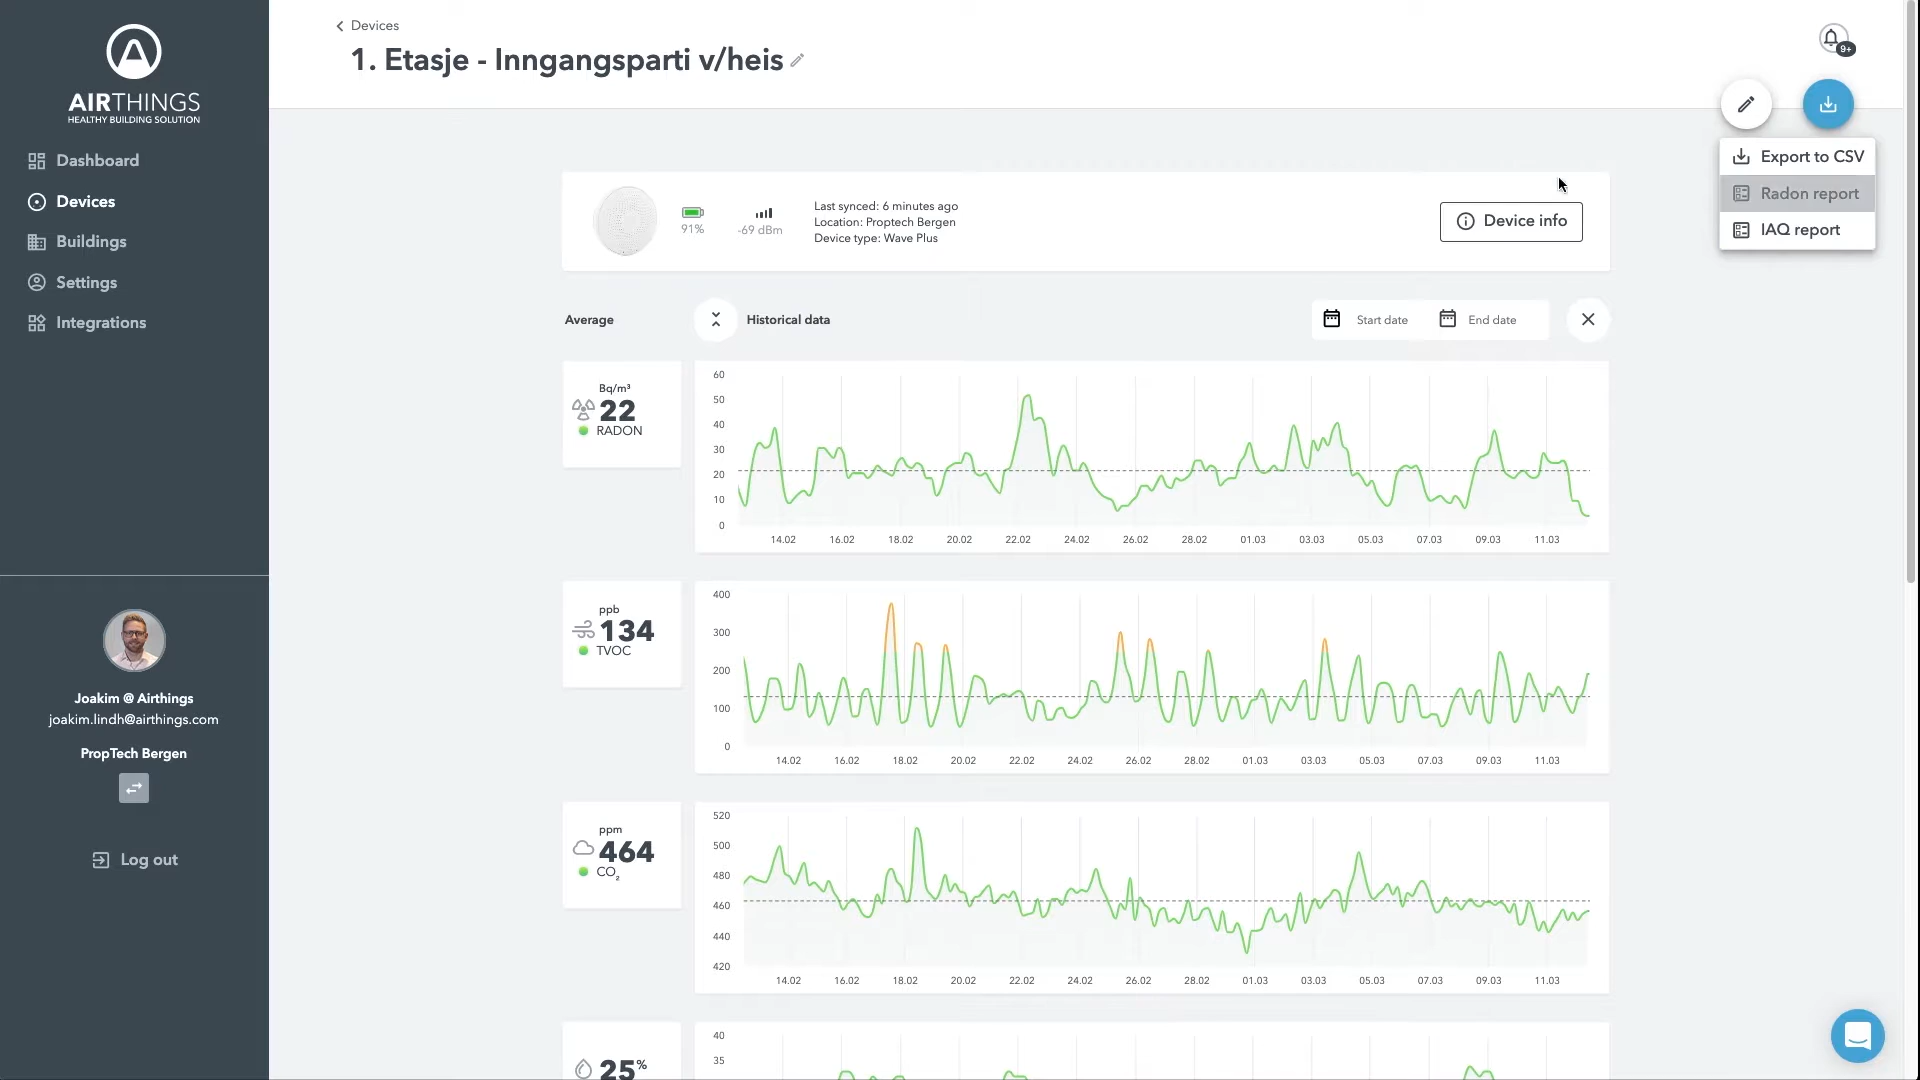 AIRTHINGS
HEALTHY BUILDING SOLUTION
Dashboard
Devices
Buildings
Settings
Integrations
Joakim @ Airthings
joakim.lindh@airthings.com
PropTech Bergen
Log out
Devices
1. Etasje - Inngangsparti v/heis
9+
Export to CSV
Radon report
IAQ report
91%
-69 dBm
Last synced: 6 minutes ago
Location: Proptech Bergen
Device type: Wave Plus
Device info
Average
Historical data
Start date
End date
Bq/m³
22
RADON
60
50
40
30
20
10
0
14.02 16.02 18.02 20.02 22.02 24.02 26.02 28.02 01.03 03.03 05.03 07.03 09.03 11.03
ppb
134
TVOC
400
300
200
100
0
14.02 16.02 18.02 20.02 22.02 24.02 26.02 28.02 01.03 03.03 05.03 07.03 09.03 11.03
ppm
464
CO₂
520
500
480
460
440
420
14.02 16.02 18.02 20.02 22.02 24.02 26.02 28.02 01.03 03.03 05.03 07.03 09.03 11.03
25%
40
35